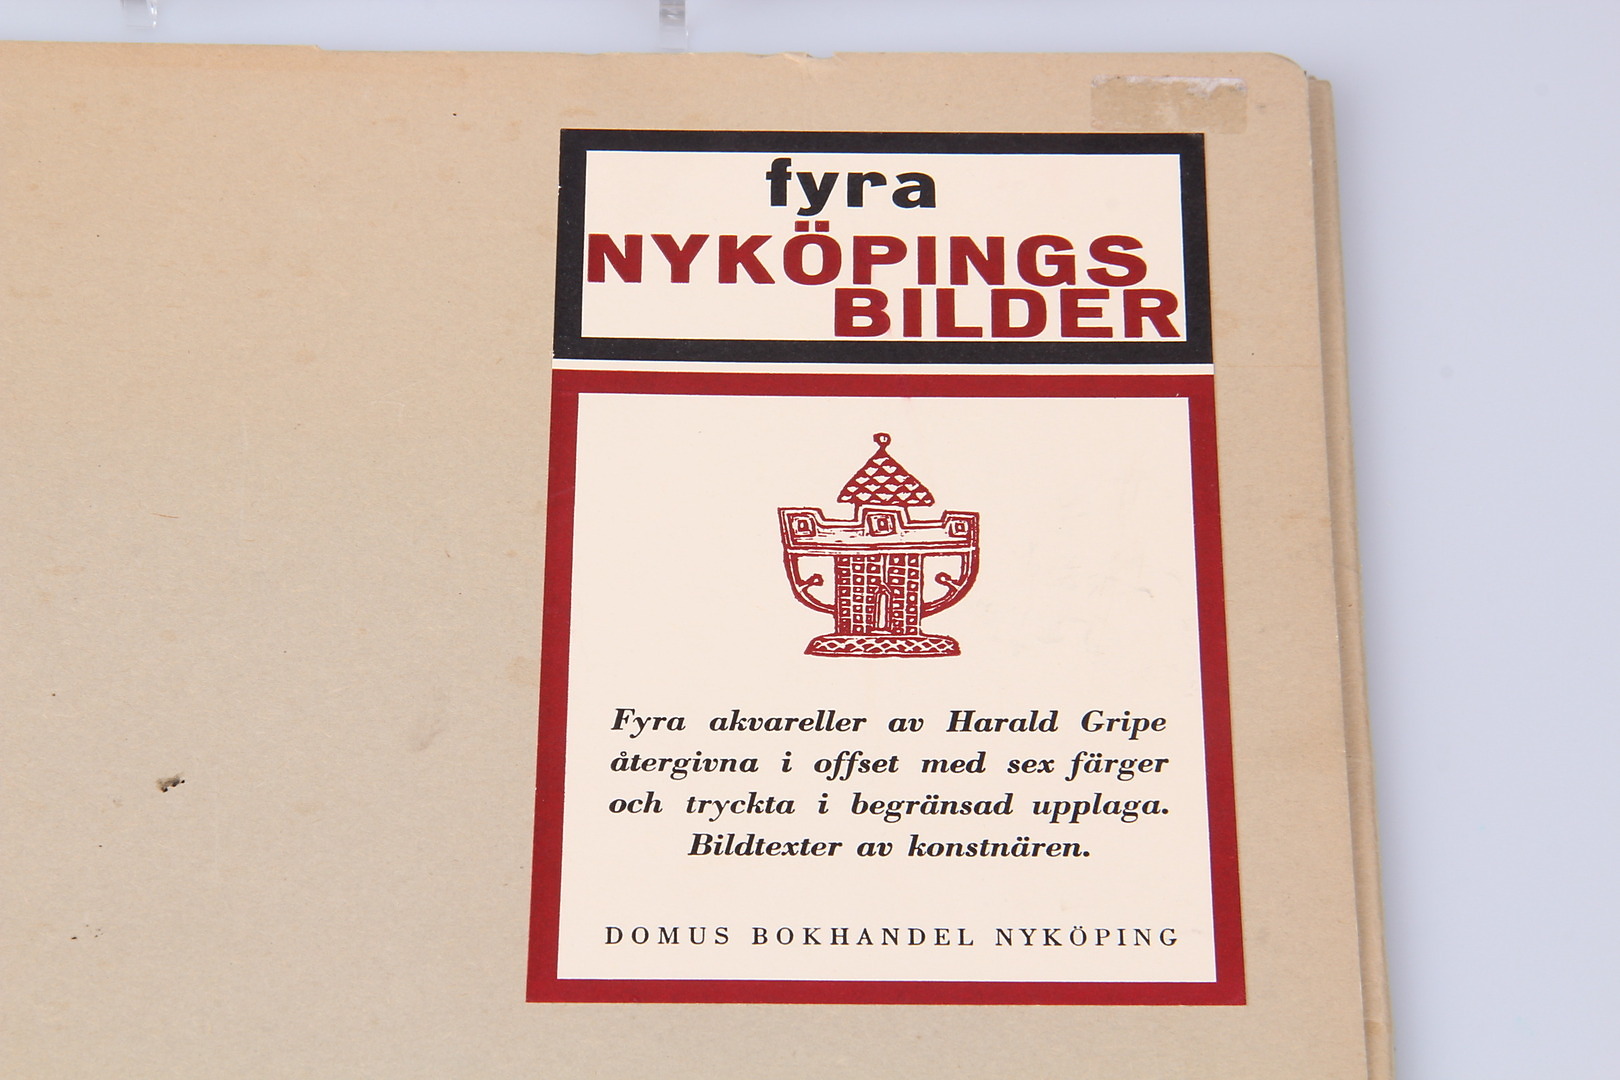 fyra
NYKÖPINGS
BILDER
Fyra akvareller av Harald Gripe
återgivna i offset med sex färger
och tryckta i begränsad upplaga.
Bildtexter av konstnären.
DOMUS BOKHANDEL NYKÖPING